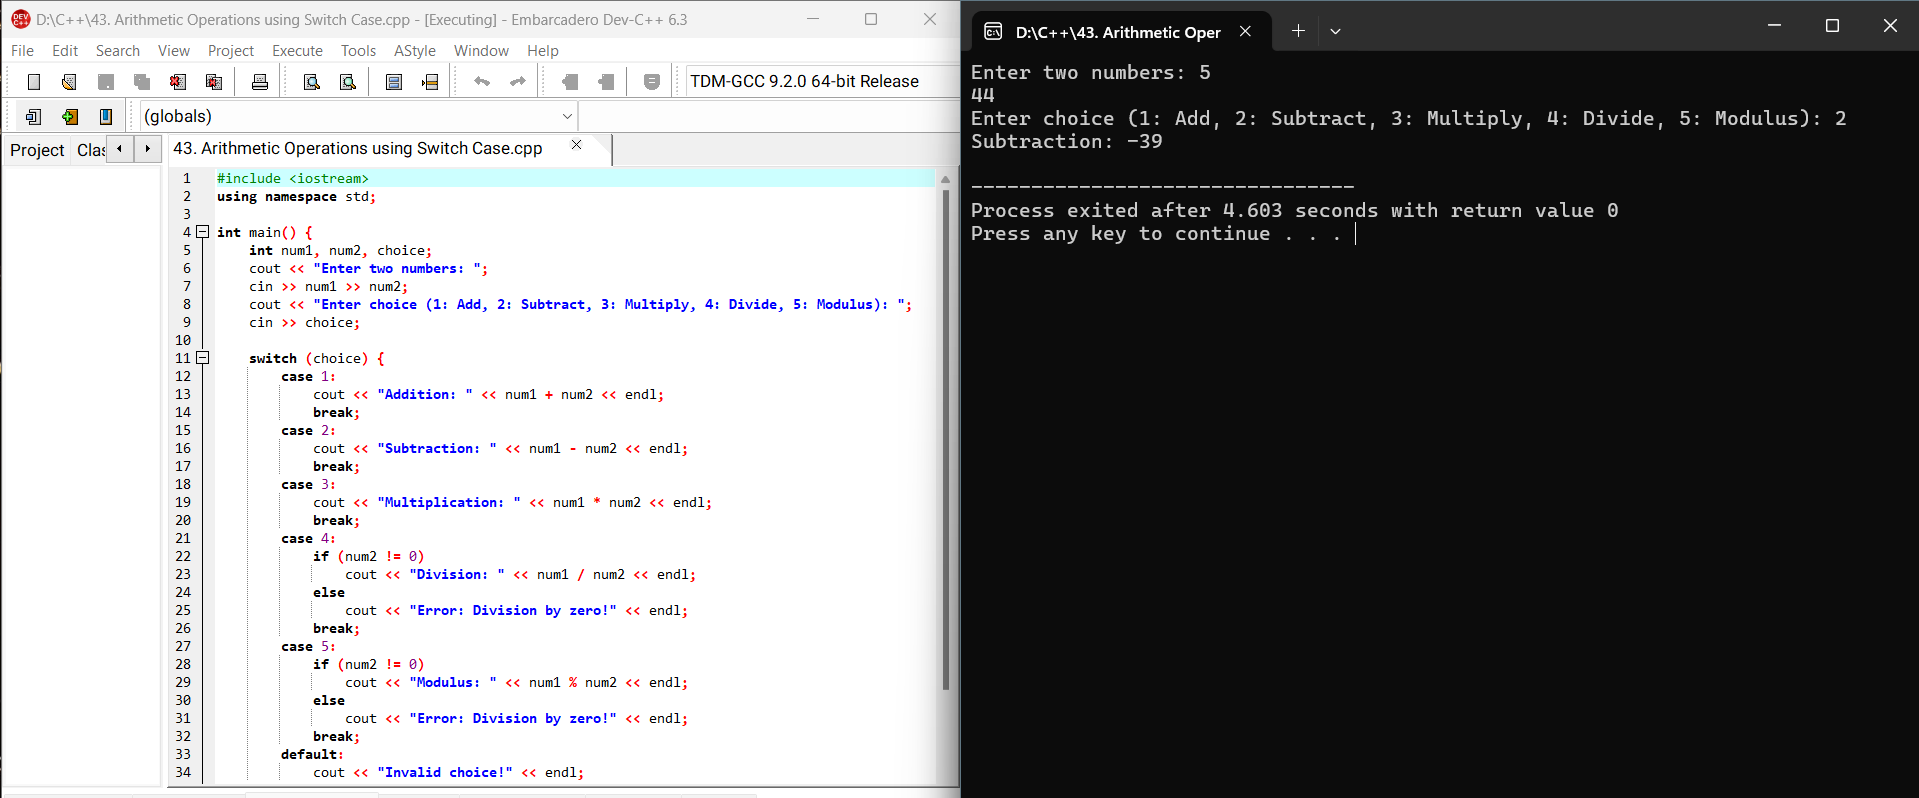 D:\C++\43. Arithmetic Operations using Switch Case.cpp - [Executing] - Embarcadero Dev-C++ 6.3
File Edit Search View Project Execute Tools AStyle Window Help
TDM-GCC 9.2.0 64-bit Release
(globals)
Project Clas
43. Arithmetic Operations using Switch Case.cpp
1 #include <iostream>
2 using namespace std;
3
4 int main() {
5 int num1, num2, choice;
6 cout << "Enter two numbers: ";
7 cin >> num1 >> num2;
8 cout << "Enter choice (1: Add, 2: Subtract, 3: Multiply, 4: Divide, 5: Modulus): ";
9 cin >> choice;
10
11 switch (choice) {
12 case 1:
13 cout << "Addition: " << num1 + num2 << endl;
14 break;
15 case 2:
16 cout << "Subtraction: " << num1 - num2 << endl;
17 break;
18 case 3:
19 cout << "Multiplication: " << num1 * num2 << endl;
20 break;
21 case 4:
22 if (num2 != 0)
23 cout << "Division: " << num1 / num2 << endl;
24 else
25 cout << "Error: Division by zero!" << endl;
26 break;
27 case 5:
28 if (num2 != 0)
29 cout << "Modulus: " << num1 % num2 << endl;
30 else
31 cout << "Error: Division by zero!" << endl;
32 break;
33 default:
34 cout << "Invalid choice!" << endl;
D:\C++\43. Arithmetic Oper
Enter two numbers: 5
44
Enter choice (1: Add, 2: Subtract, 3: Multiply, 4: Divide, 5: Modulus): 2
Subtraction: -39
--------------------------------
Process exited after 4.603 seconds with return value 0
Press any key to continue . . .